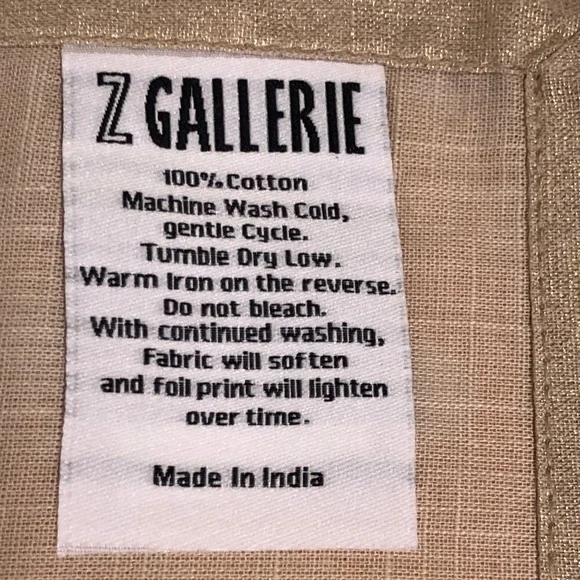 Z GALLERIE
100% Cotton
Machine Wash Cold,
gentle Cycle.
Tumble Dry Low.
Warm Iron on the reverse.
Do not bleach.
With continued washing,
Fabric will soften
and foil print will lighten
over time.
Made In India